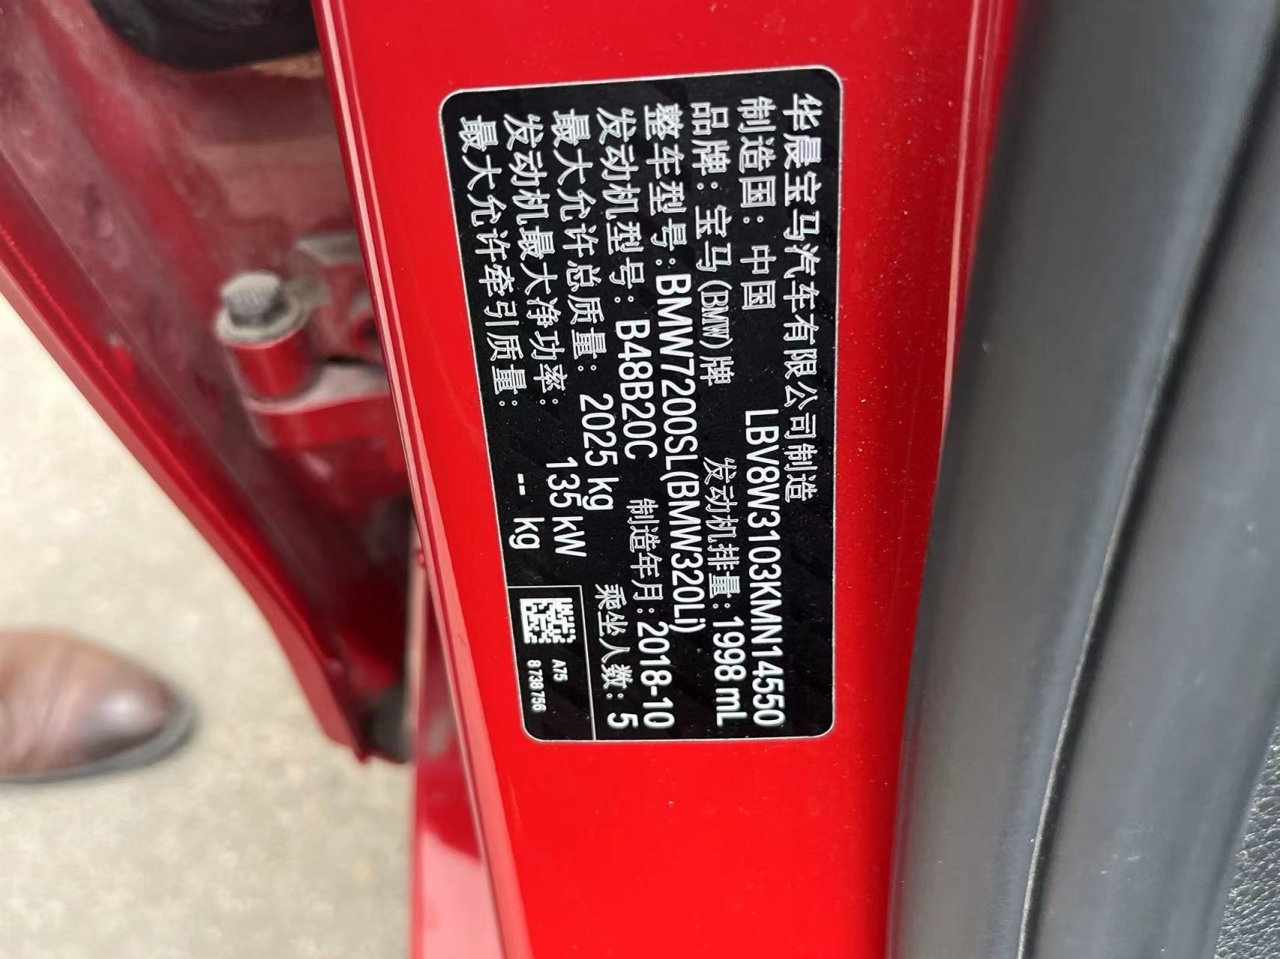 华晨宝马汽车有限公司制造
制造国：中国 LBV8W3103KMN14550
品牌：宝马(BMW)牌 发动机排量：1998 mL
整车型号：BMW7200SL(BMW320Li)
发动机型号：B48B20C 制造年月：2018-10
最大允许总质量：2025 kg 乘坐人数：5
发动机最大净功率：135 kW
最大允许牵引质量：-- kg
A75
8 738 756